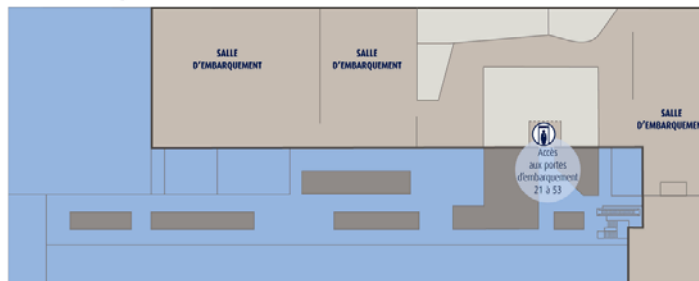 SALLE
D'EMBARQUEMENT
SALLE
D'EMBARQUEMENT
SALLE
D'EMBARQUEMENT
Accès
aux portes
d'embarquement
21 à 53